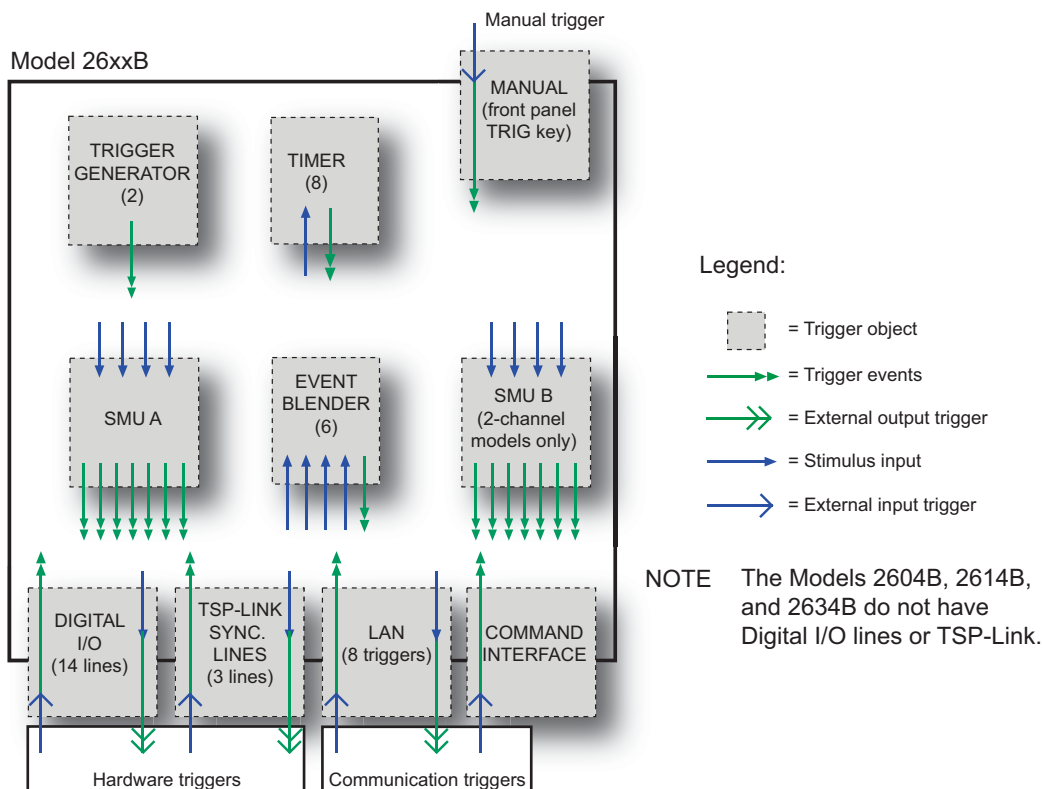 Manual trigger
Model 26xxB
MANUAL
(front panel
TRIG key)
TRIGGER
GENERATOR
(2)
TIMER
(8)
SMU A
EVENT
BLENDER
(6)
SMU B
(2-channel
models only)
DIGITAL
I/O
(14 lines)
TSP-LINK
SYNC.
LINES
(3 lines)
LAN
(8 triggers)
COMMAND
INTERFACE
Hardware triggers
Communication triggers
Legend:
= Trigger object
= Trigger events
= External output trigger
= Stimulus input
= External input trigger
NOTE The Models 2604B, 2614B,
and 2634B do not have
Digital I/O lines or TSP-Link.